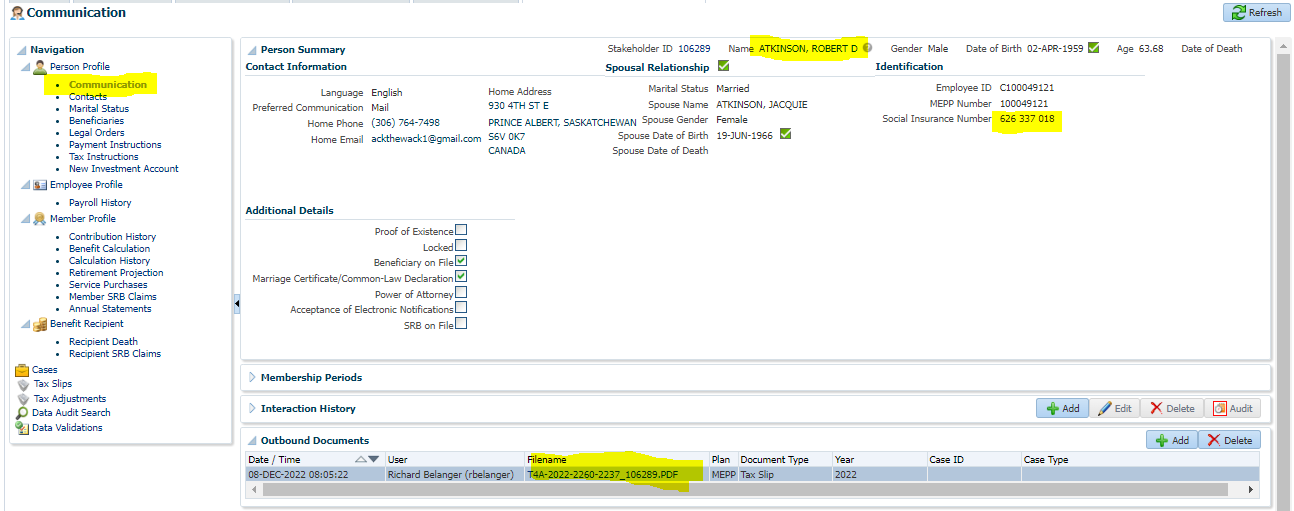 Communication
Refresh
Navigation
Person Profile
Communication
Contacts
Marital Status
Beneficiaries
Legal Orders
Payment Instructions
Tax Instructions
New Investment Account
Employee Profile
Payroll History
Member Profile
Contribution History
Benefit Calculation
Calculation History
Retirement Projection
Service Purchases
Member SRB Claims
Annual Statements
Benefit Recipient
Recipient Death
Recipient SRB Claims
Cases
Tax Slips
Tax Adjustments
Data Audit Search
Data Validations
Person Summary
Stakeholder ID 106289 Name ATKINSON, ROBERT D Gender Male Date of Birth 02-APR-1959 Age 63.68 Date of Death
Contact Information
Language English
Preferred Communication Mail
Home Phone (306) 764-7498
Home Email ackthewack1@gmail.com
Home Address
930 4TH ST E
PRINCE ALBERT, SASKATCHEWAN
S6V 0K7
CANADA
Spousal Relationship
Marital Status Married
Spouse Name ATKINSON, JACQUIE
Spouse Gender Female
Spouse Date of Birth 19-JUN-1966
Spouse Date of Death
Identification
Employee ID C100049121
MEPP Number 100049121
Social Insurance Number 626 337 018
Additional Details
Proof of Existence
Locked
Beneficiary on File
Marriage Certificate/Common-Law Declaration
Power of Attorney
Acceptance of Electronic Notifications
SRB on File
Membership Periods
Interaction History
Add Edit Delete Audit
Outbound Documents
Add Delete
Date / Time User Filename Plan Document Type Year Case ID Case Type
08-DEC-2022 08:05:22 Richard Belanger (rbelanger) T4A-2022-2260-2237_106289.PDF MEPP Tax Slip 2022